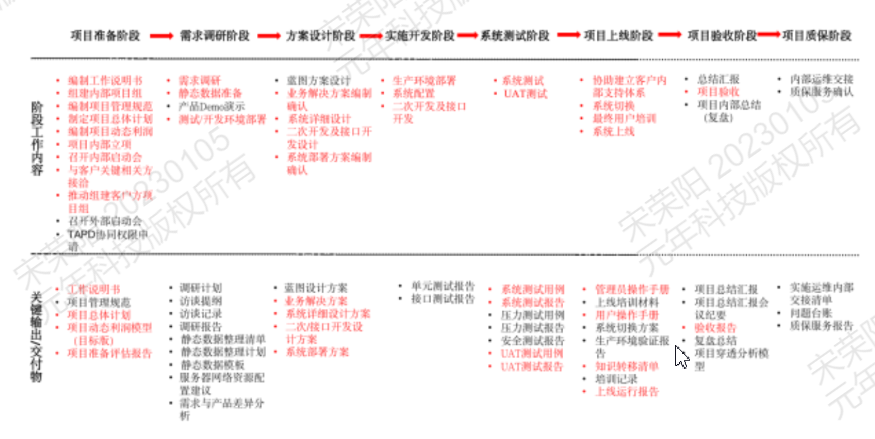 项目准备阶段
需求调研阶段
方案设计阶段
实施开发阶段
系统测试阶段
项目上线阶段
项目验收阶段
项目质保阶段
阶段工作内容
• 编制工作说明书
• 组建内部项目组
• 编制项目管理规范
• 制定项目总体计划
• 编制项目动态利润
• 项目内部立项
• 召开内部启动会
• 与客户关键相关方
接洽
• 推动组建客户方项
目组
• 召开外部启动会
• TAPD协同权限申
请
• 需求调研
• 静态数据准备
• 产品Demo演示
• 测试/开发环境部署
• 蓝图方案设计
• 业务解决方案编制
确认
• 系统详细设计
• 二次开发及接口开
发设计
• 系统部署方案编制
确认
• 生产环境部署
• 系统配置
• 二次开发及接口
开发
• 系统测试
• UAT测试
• 协助建立客户内
部支持体系
• 系统切换
• 最终用户培训
• 系统上线
• 总结汇报
• 项目验收
• 项目内部总结
（复盘）
• 内部运维交接
• 质保服务确认
关键输出/交付物
• 工作说明书
• 项目管理规范
• 项目总体计划
• 项目动态利润模型
（目标版）
• 项目准备评估报告
• 调研计划
• 访谈提纲
• 访谈记录
• 调研报告
• 静态数据整理清单
• 静态数据整理计划
• 静态数据模板
• 服务器网络资源配
置建议
• 需求与产品差异分
析
• 蓝图设计方案
• 业务解决方案
• 系统详细设计方案
• 二次/接口开发设
计方案
• 系统部署方案
• 单元测试报告
• 接口测试报告
• 系统测试用例
• 系统测试报告
• 压力测试用例
• 压力测试报告
• 安全测试报告
• UAT测试用例
• UAT测试报告
• 管理员操作手册
• 上线培训材料
• 用户操作手册
• 系统切换方案
• 生产环境验证报
告
• 知识转移清单
• 培训记录
• 上线运行报告
• 项目总结汇报
• 项目总结汇报会
议纪要
• 验收报告
• 复盘总结
• 项目穿透分析模
型
• 实施运维内部
交接清单
• 问题台账
• 质保服务报告
宋荣阳 20230105
元年科技版权所有
宋荣阳 20230105
元年科技版权所有